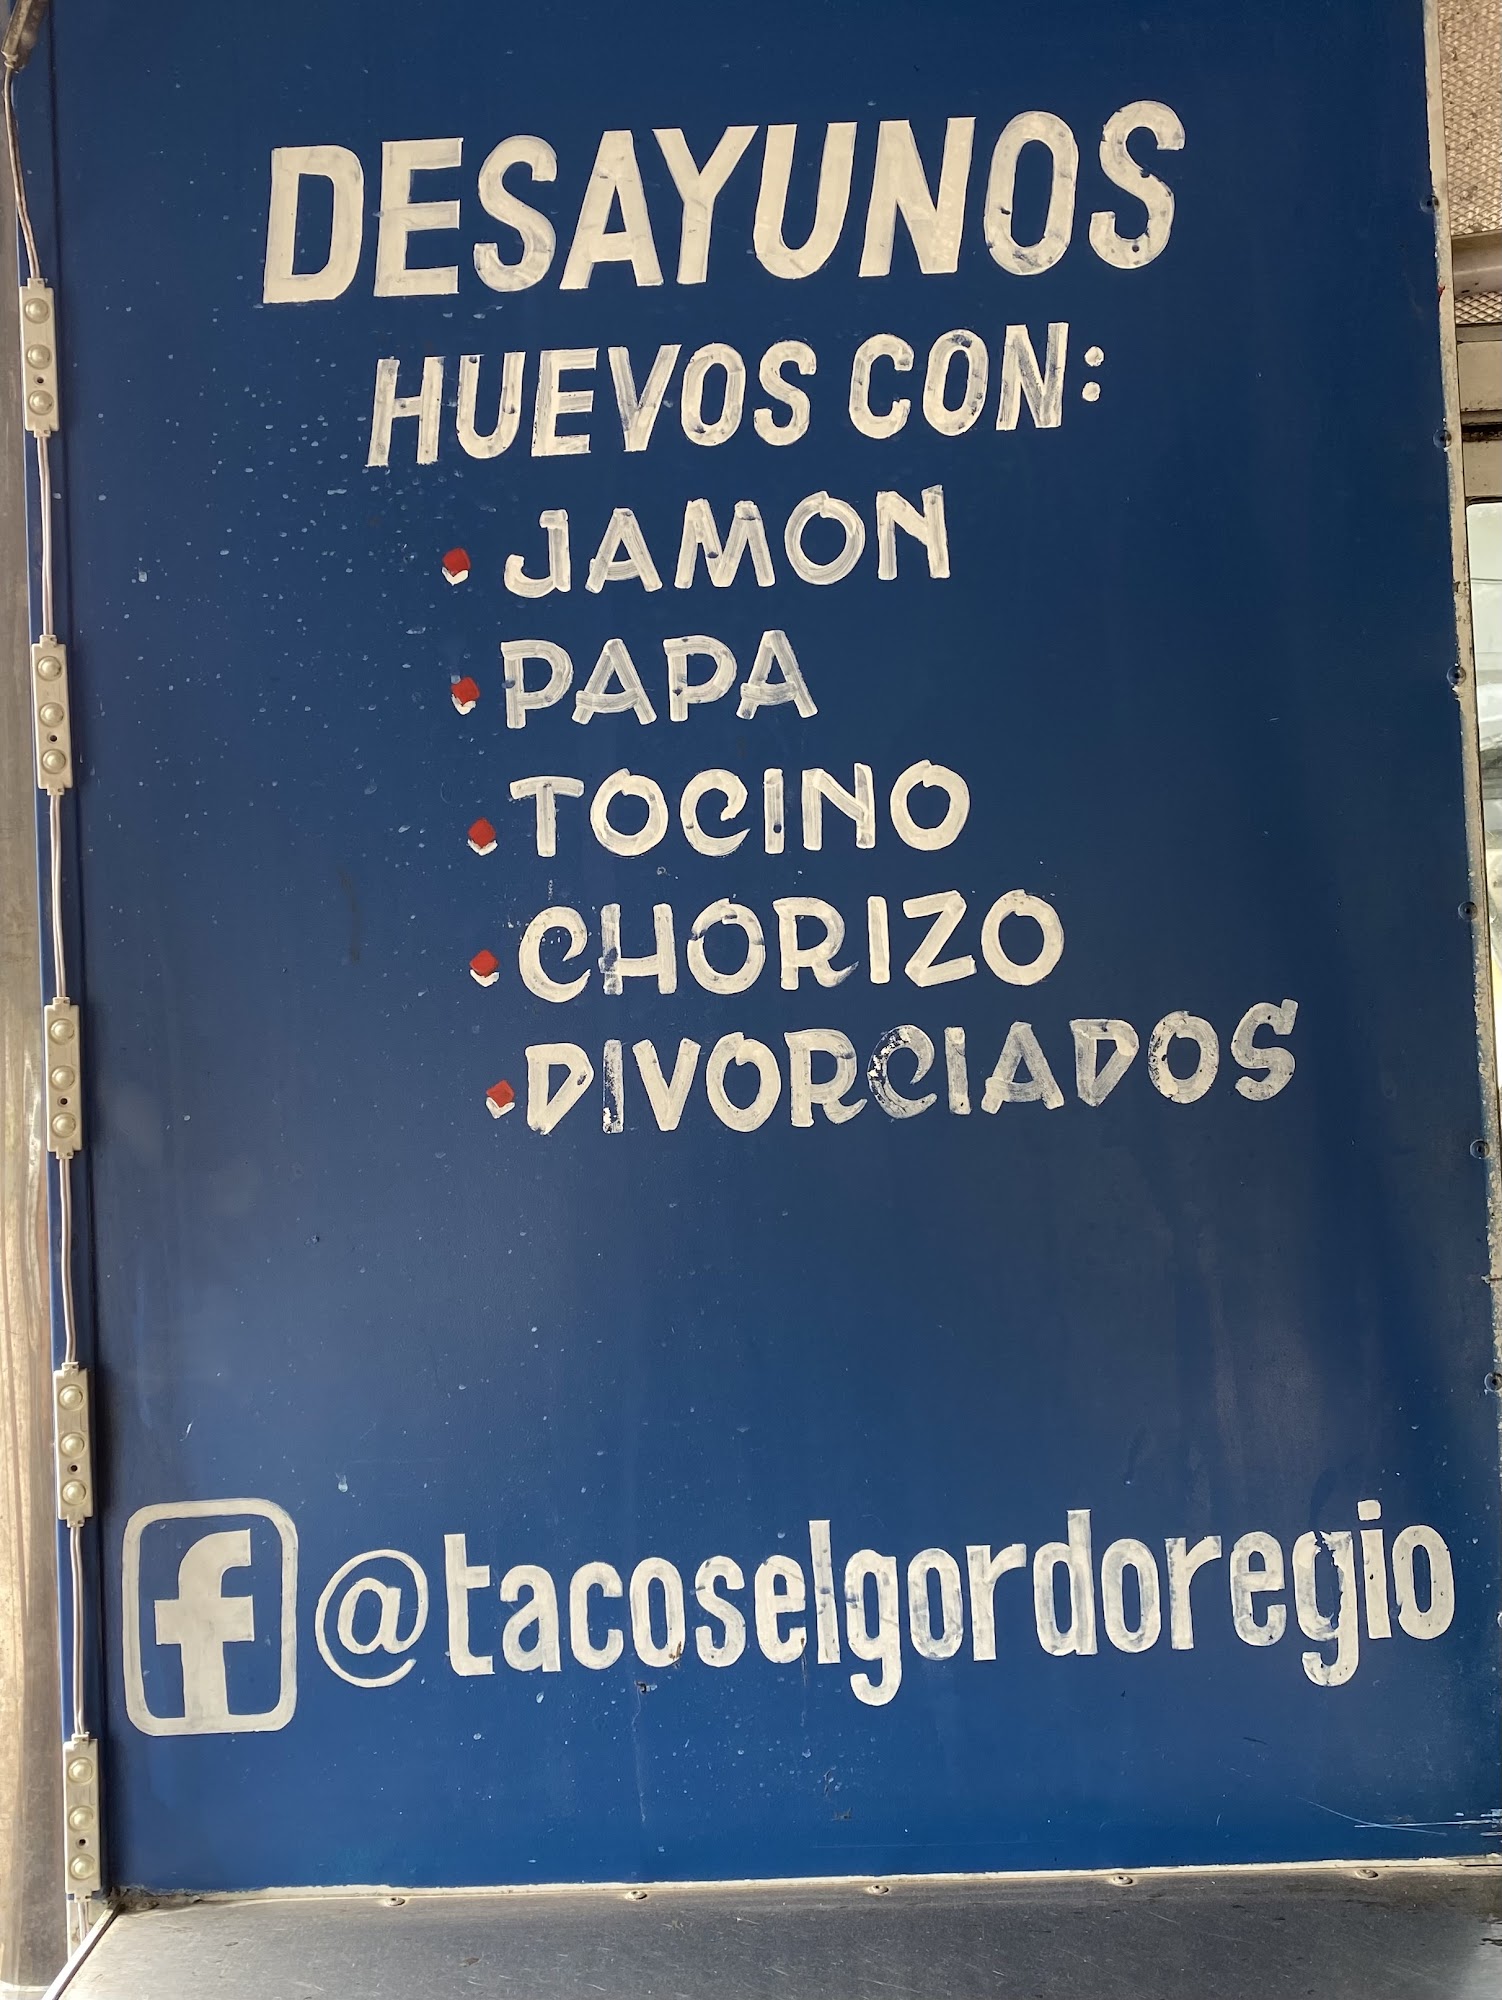 DESAYUNOS
HUEVOS CON:
JAMON
PAPA
TOCINO
CHORIZO
DIVORCIADOS
f @tacoselgordoregio